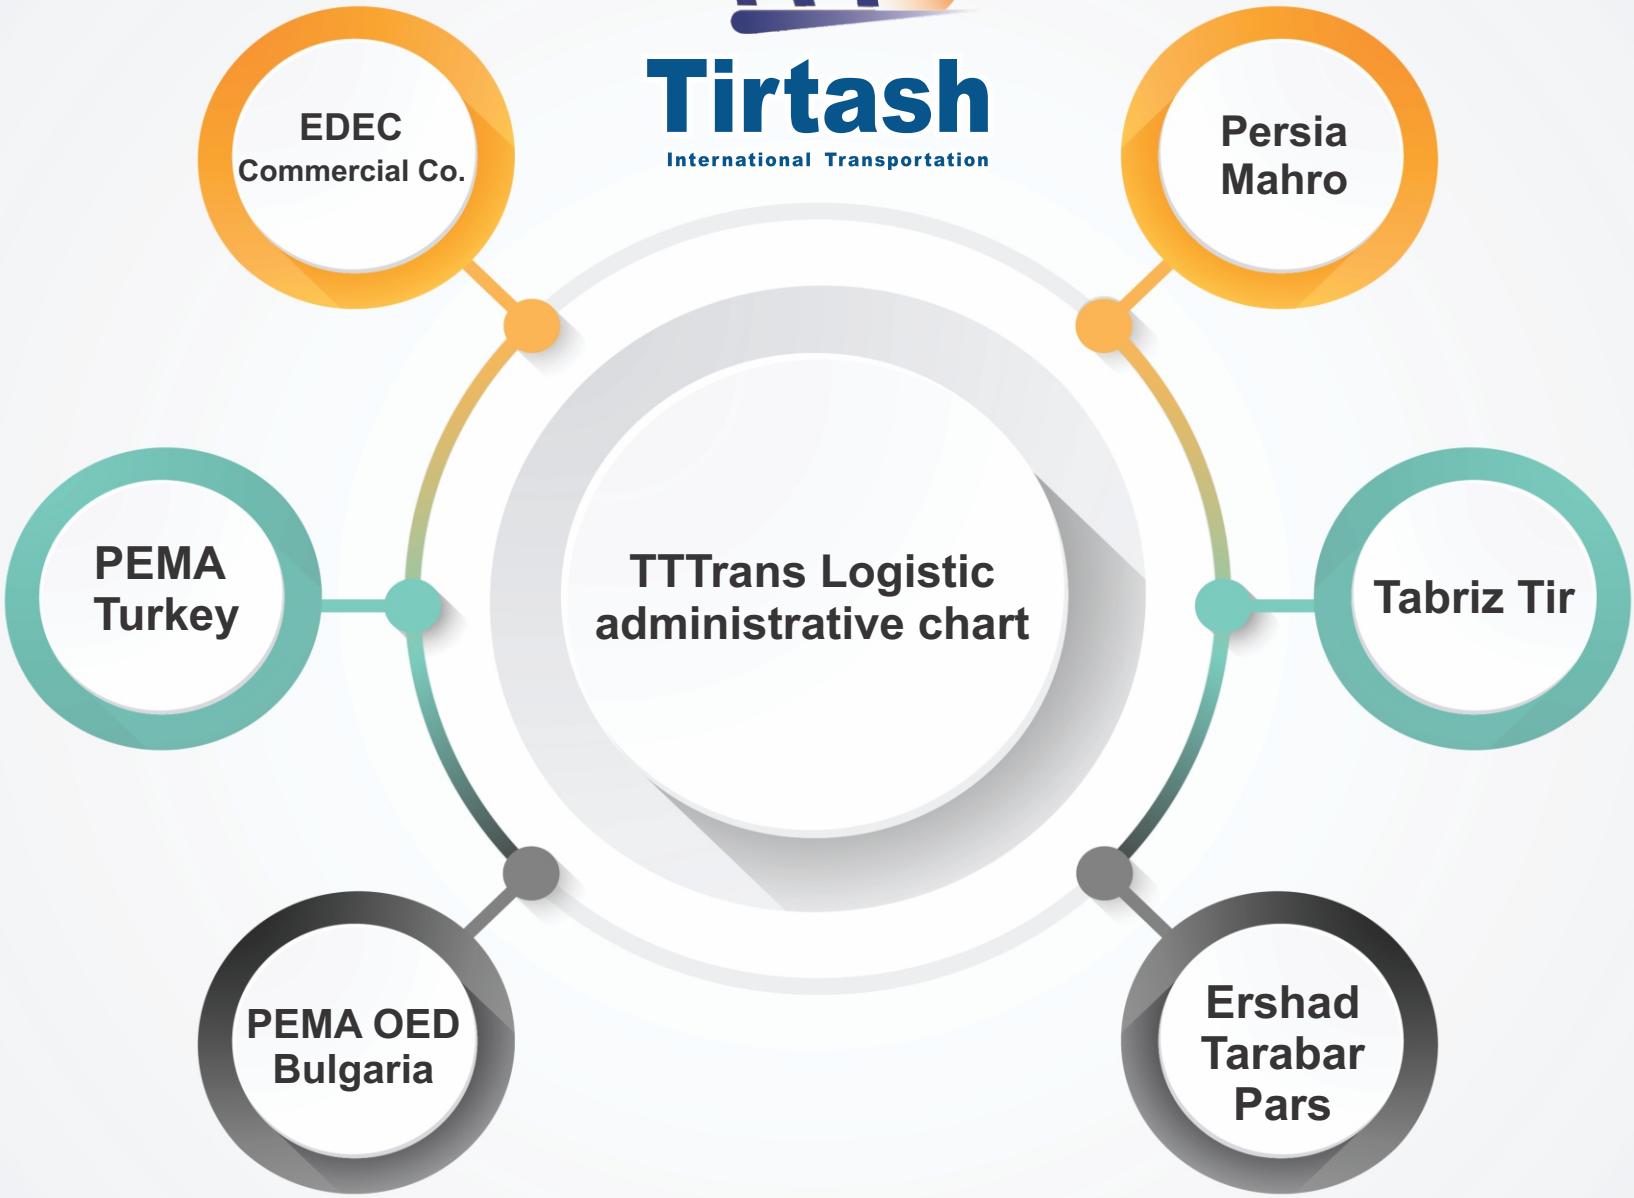 Tirtash
International Transportation
EDEC
Commercial Co.
Persia
Mahro
PEMA
Turkey
TTTrans Logistic
administrative chart
Tabriz Tir
PEMA OED
Bulgaria
Ershad
Tarabar
Pars